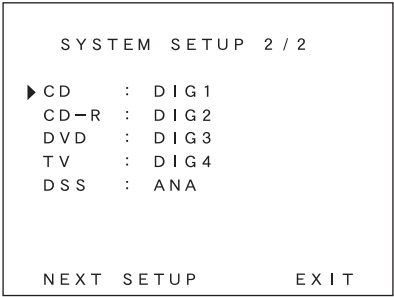 SYSTEM SETUP 2/2
CD : DIG1
CD-R : DIG2
DVD : DIG3
TV : DIG4
DSS : ANA
NEXT SETUP EXIT